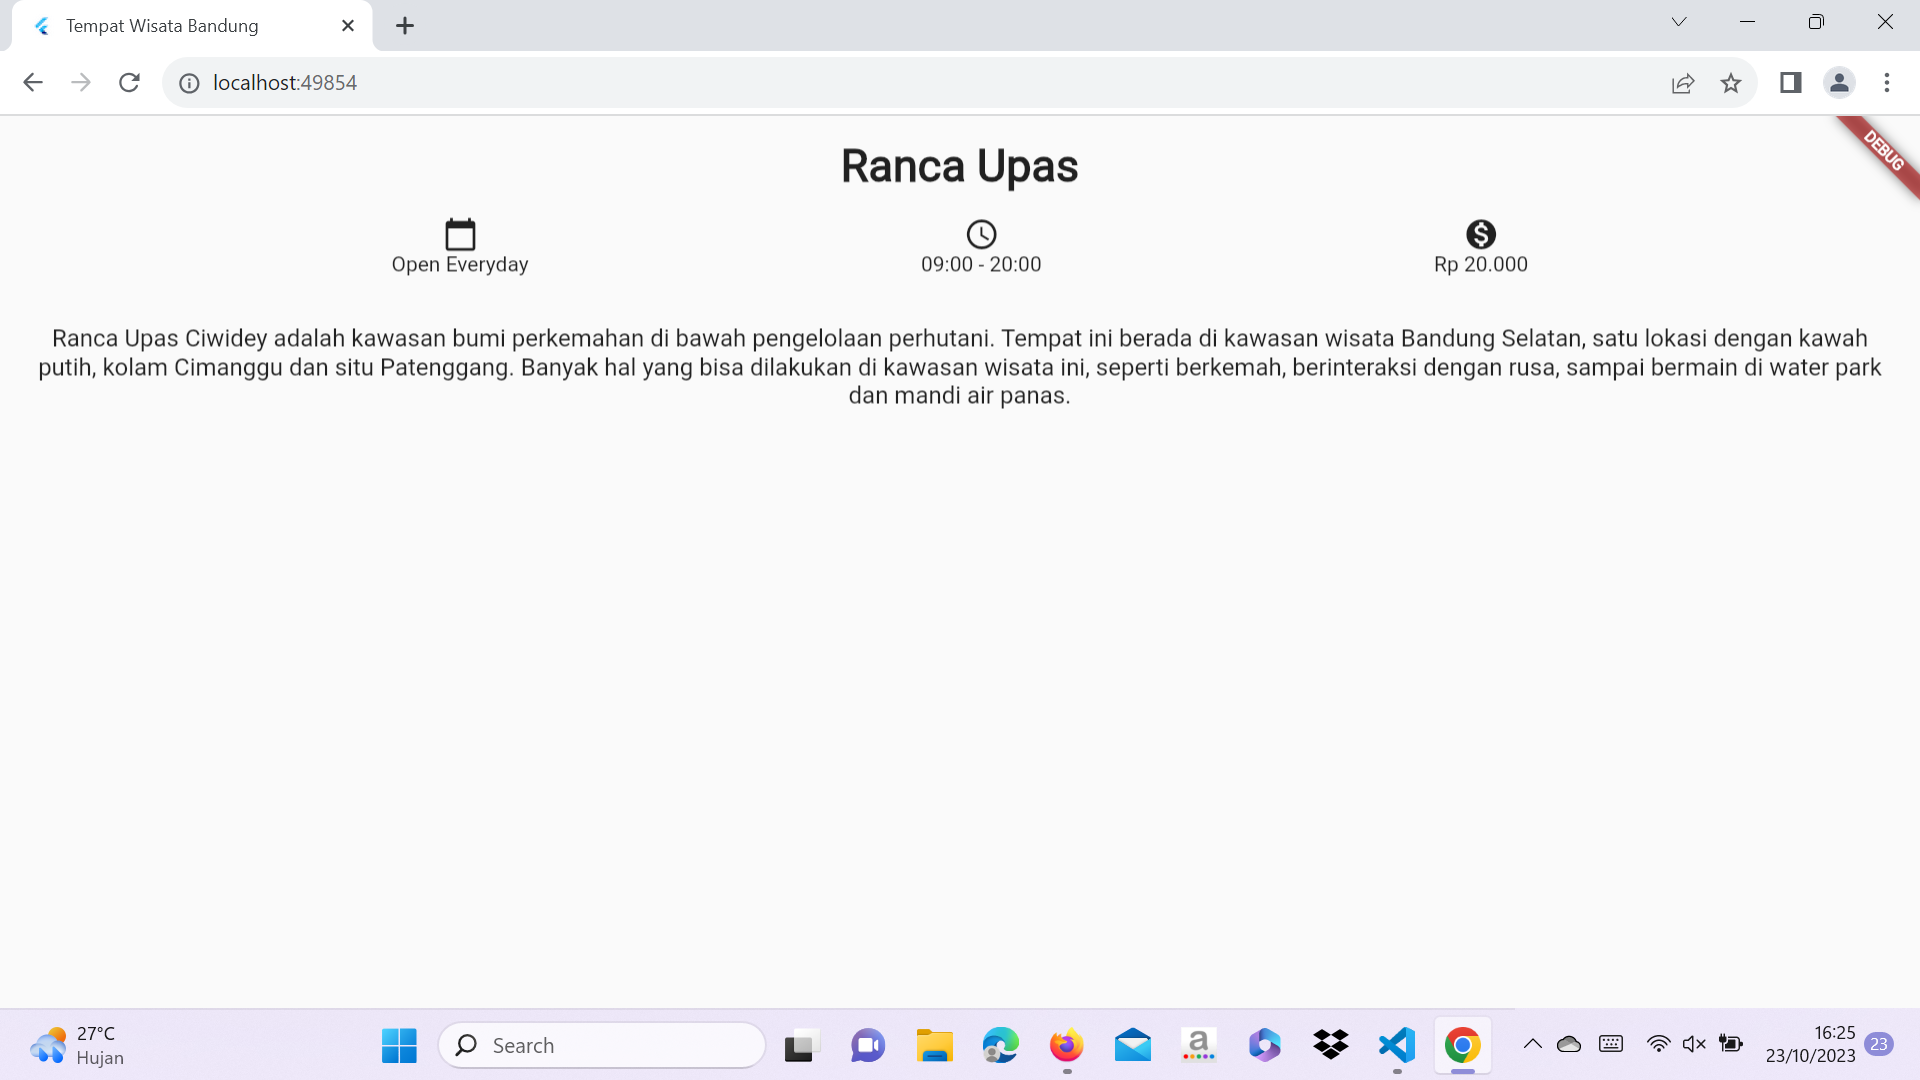 Tempat Wisata Bandung
localhost:49854
DEBUG
Ranca Upas
Open Everyday
09:00 - 20:00
Rp 20.000
Ranca Upas Ciwidey adalah kawasan bumi perkemahan di bawah pengelolaan perhutani. Tempat ini berada di kawasan wisata Bandung Selatan, satu lokasi dengan kawah
putih, kolam Cimanggu dan situ Patenggang. Banyak hal yang bisa dilakukan di kawasan wisata ini, seperti berkemah, berinteraksi dengan rusa, sampai bermain di water park
dan mandi air panas.
27°C
Hujan
Search
a
16:25
23/10/2023
23